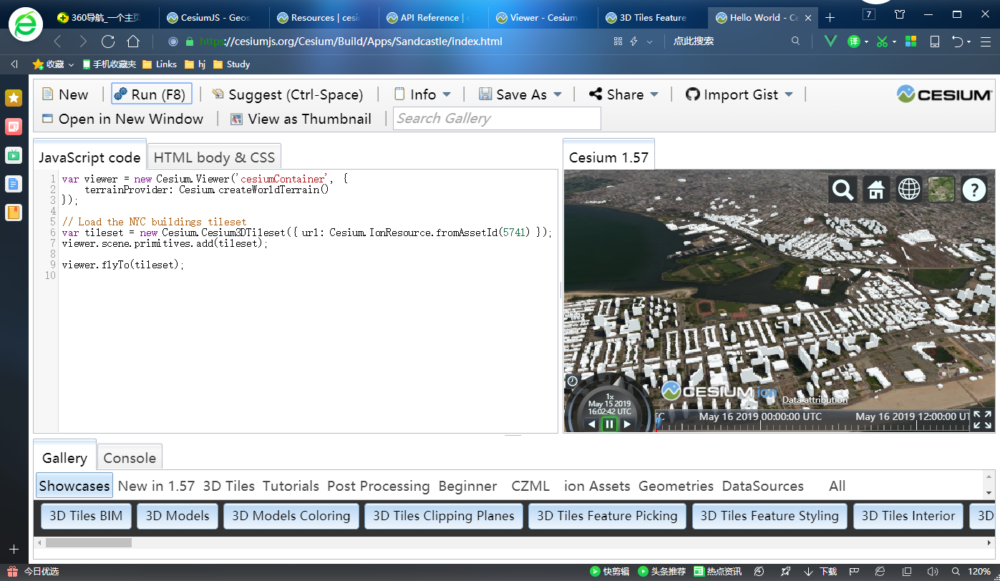 360导航_一个主页
CesiumJS - Geos
Resources | cesi
API Reference |
Viewer - Cesium
3D Tiles Feature
Hello World - Ce
7
https://cesiumjs.org/Cesium/Build/Apps/Sandcastle/index.html
点此搜索
译
收藏
手机收藏夹
Links
hj
Study
New
Run (F8)
Suggest (Ctrl-Space)
Info
Save As
Share
Import Gist
CESIUM
Open in New Window
View as Thumbnail
Search Gallery
JavaScript code
HTML body & CSS
Cesium 1.57
1 var viewer = new Cesium.Viewer('cesiumContainer', {
2 terrainProvider: Cesium.createWorldTerrain()
3 });
4
5 // Load the NYC buildings tileset
6 var tileset = new Cesium.Cesium3DTileset({ url: Cesium.IonResource.fromAssetId(5741) });
7 viewer.scene.primitives.add(tileset);
8
9 viewer.flyTo(tileset);
10
?
CESIUM ion
Data attribution
1x
May 15 2019
16:02:42 UTC
TC
May 16 2019 00:00:00 UTC
May 16 2019 12:00:00 UT
Gallery
Console
Showcases
New in 1.57
3D Tiles
Tutorials
Post Processing
Beginner
CZML
ion Assets
Geometries
DataSources
All
3D Tiles BIM
3D Models
3D Models Coloring
3D Tiles Clipping Planes
3D Tiles Feature Picking
3D Tiles Feature Styling
3D Tiles Interior
3D
今日优选
快剪辑
头条推荐
热点资讯
下载
120%